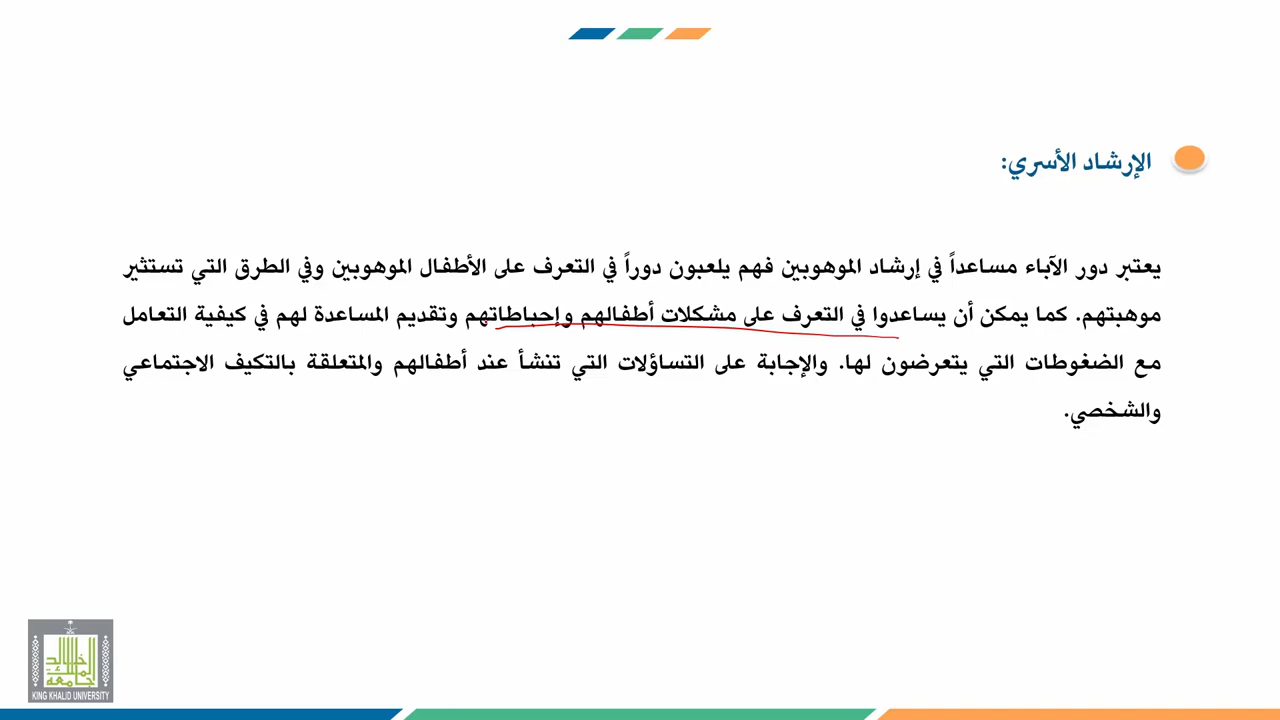 الإرشاد الأسري:
يعتبر دور الآباء مساعداً في إرشاد الموهوبين فهم يلعبون دوراً في التعرف على الأطفال الموهوبين وفي الطرق التي تستثير
موهبتهم. كما يمكن أن يساعدوا في التعرف على مشكلات أطفالهم وإحباطاتهم وتقديم المساعدة لهم في كيفية التعامل
مع الضغوطات التي يتعرضون لها. والإجابة على التساؤلات التي تنشأ عند أطفالهم والمتعلقة بالتكيف الاجتماعي
والشخصي.
جامعة الملك خالد
KING KHALID UNIVERSITY